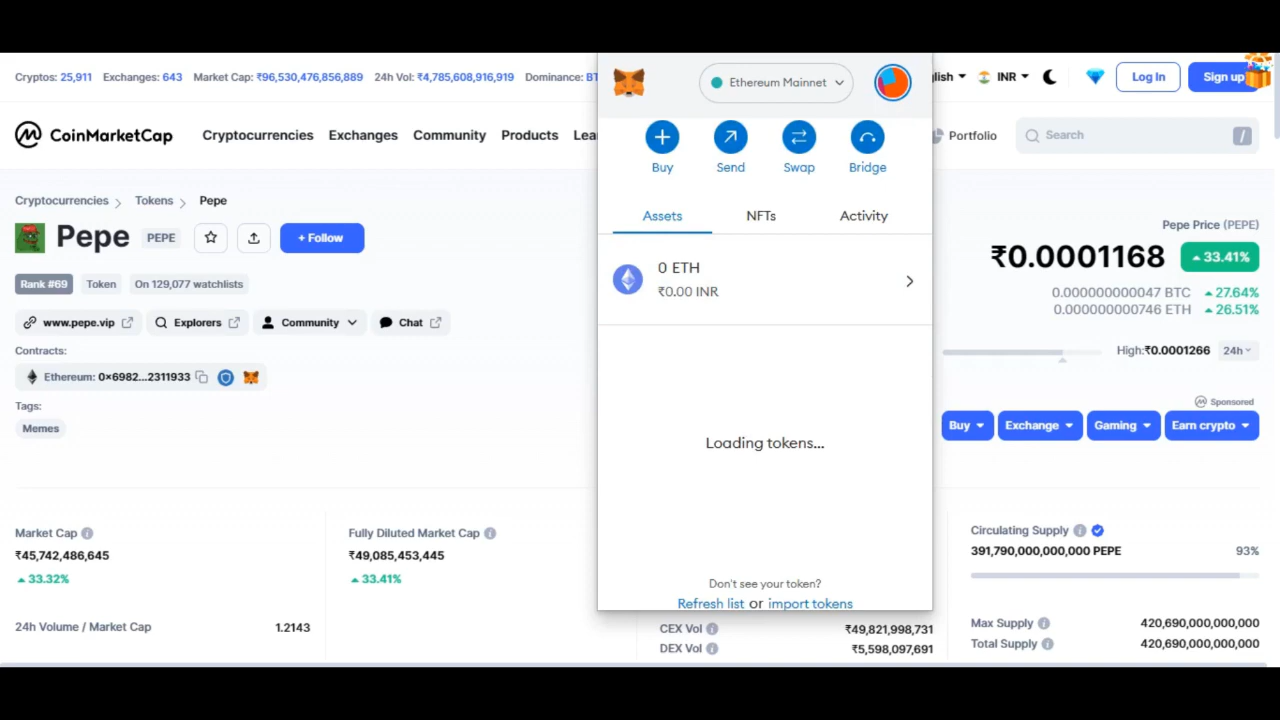 Cryptos: 25,911 Exchanges: 643 Market Cap: ₹96,530,476,856,889 24h Vol: ₹4,785,608,916,919 Dominance: BT
glish INR Log In Sign up
CoinMarketCap Cryptocurrencies Exchanges Community Products Lea
Portfolio Search /
Ethereum Mainnet
Buy Send Swap Bridge
Assets NFTs Activity
0 ETH
₹0.00 INR
Loading tokens...
Don't see your token?
Refresh list or import tokens
Cryptocurrencies Tokens Pepe
Pepe PEPE + Follow
Rank #69 Token On 129,077 watchlists
www.pepe.vip Explorers Community Chat
Contracts:
Ethereum: 0x6982...2311933
Tags:
Memes
Pepe Price (PEPE)
₹0.0001168 33.41%
0.000000000047 BTC 27.64%
0.000000000746 ETH 26.51%
High:₹0.0001266 24h
Sponsored
Buy Exchange Gaming Earn crypto
Market Cap
₹45,742,486,645
33.32%
24h Volume / Market Cap 1.2143
Fully Diluted Market Cap
₹49,085,453,445
33.41%
CEX Vol ₹49,821,998,731
DEX Vol ₹5,598,097,691
Circulating Supply
391,790,000,000,000 PEPE 93%
Max Supply 420,690,000,000,000
Total Supply 420,690,000,000,000